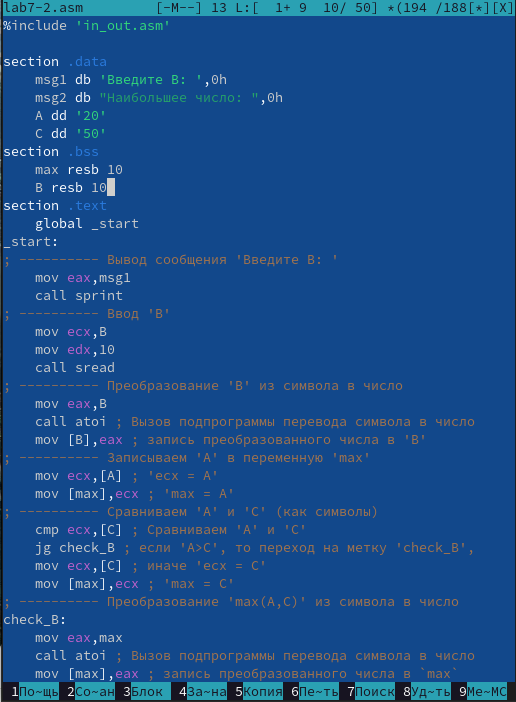 lab7-2.asm [-M--] 13 L:[ 1+ 9 10/ 50] *(194 /188[*][X]
%include 'in_out.asm'
section .data
msg1 db 'Введите B: ',0h
msg2 db "Наибольшее число: ",0h
A dd '20'
C dd '50'
section .bss
max resb 10
B resb 10
section .text
global _start
_start:
; ---------- Вывод сообщения 'Введите B: '
mov eax,msg1
call sprint
; ---------- Ввод 'B'
mov ecx,B
mov edx,10
call sread
; ---------- Преобразование 'B' из символа в число
mov eax,B
call atoi ; Вызов подпрограммы перевода символа в число
mov [B],eax ; запись преобразованного числа в 'B'
; ---------- Записываем 'A' в переменную 'max'
mov ecx,[A] ; 'ecx = A'
mov [max],ecx ; 'max = A'
; ---------- Сравниваем 'A' и 'С' (как символы)
cmp ecx,[C] ; Сравниваем 'A' и 'С'
jg check_B ; если 'A>C', то переход на метку 'check_B',
mov ecx,[C] ; иначе 'ecx = C'
mov [max],ecx ; 'max = C'
; ---------- Преобразование 'max(A,C)' из символа в число
check_B:
mov eax,max
call atoi ; Вызов подпрограммы перевода символа в число
mov [max],eax ; запись преобразованного числа в `max`
1По~щь 2Со~ан 3Блок 4За~на 5Копия 6Пе~ть 7Поиск 8Уд~ть 9Ме~МС